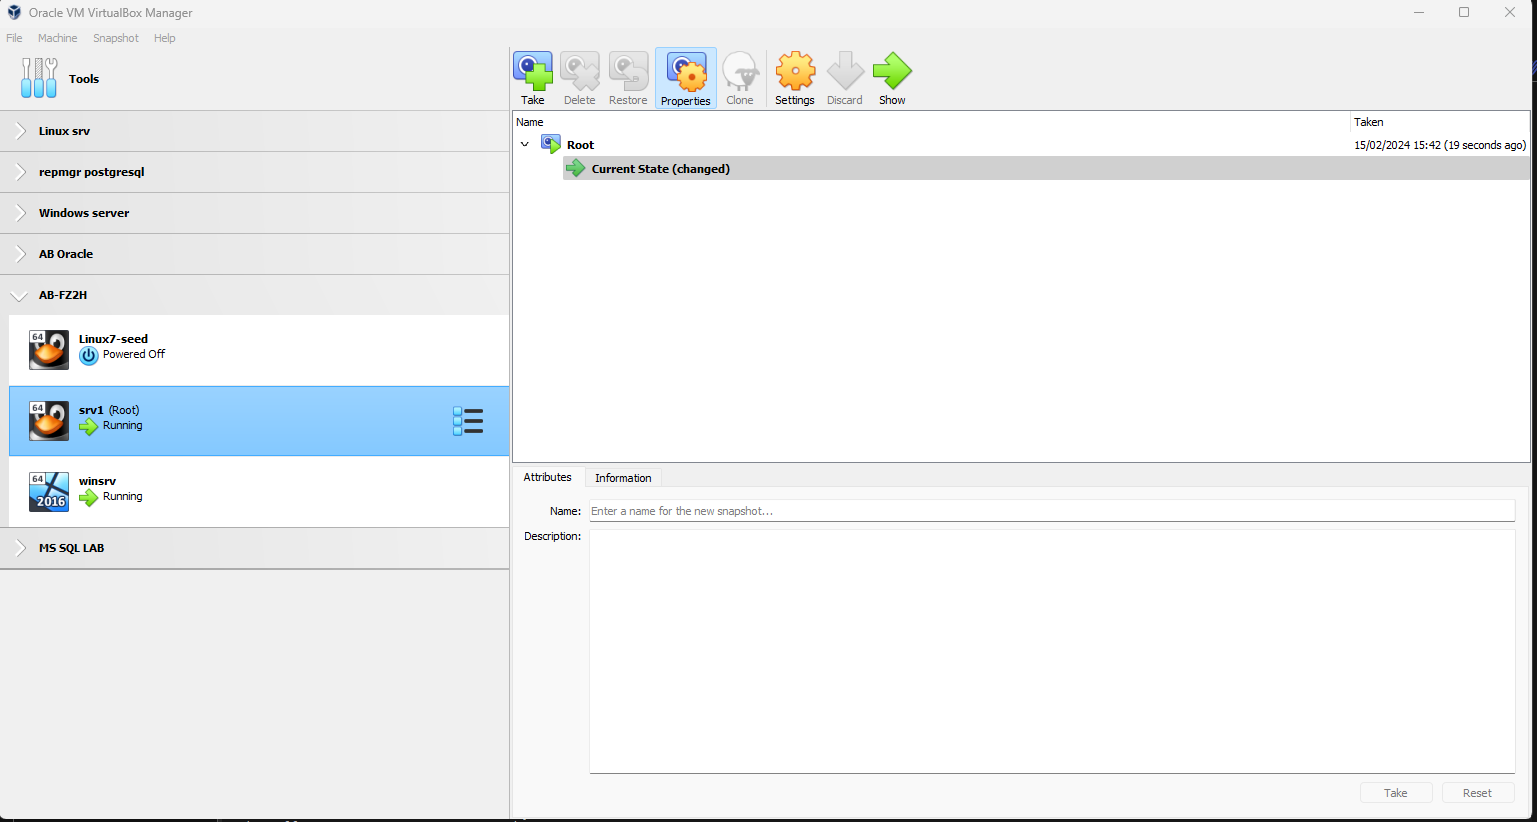 Oracle VM VirtualBox Manager
File Machine Snapshot Help
Tools
Take Delete Restore Properties Clone Settings Discard Show
Name Taken
Root 15/02/2024 15:42 (19 seconds ago)
Current State (changed)
Linux srv
repmgr postgresql
Windows server
AB Oracle
AB-FZ2H
64
Linux7-seed
Powered Off
64
srv1 (Root)
Running
64
2016
winsrv
Running
MS SQL LAB
Attributes Information
Name: Enter a name for the new snapshot...
Description:
Take Reset